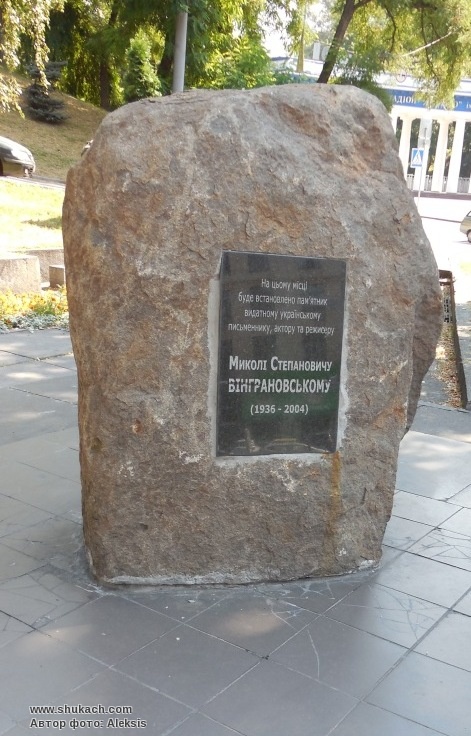 На цьому місці
буде встановлено пам'ятник
видатному українському
письменнику, актору та режисеру
Миколі Степановичу
ВІНГРАНОВСЬКОМУ
(1936 - 2004)
www.shukach.com
Автор фото: Aleksis